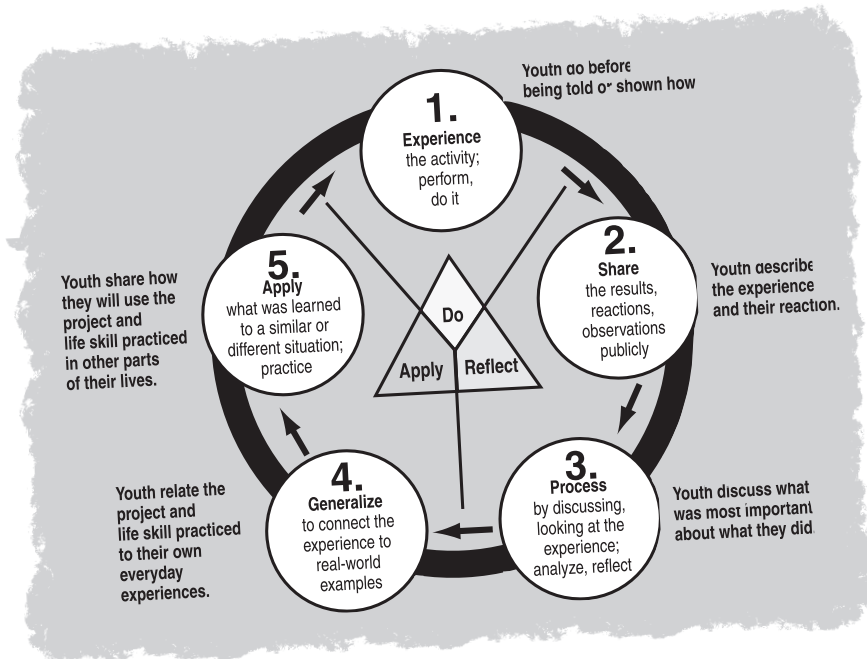 Youth do before
being told or shown how
1.
Experience
the activity;
perform,
do it
2.
Share
the results,
reactions,
observations
publicly
Youth describe
the experience
and their reaction.
3.
Process
by discussing,
looking at the
experience;
analyze, reflect
Youth discuss what
was most important
about what they did.
4.
Generalize
to connect the
experience to
real-world
examples
Youth relate the
project and
life skill practiced
to their own
everyday
experiences.
5.
Apply
what was learned
to a similar or
different situation;
practice
Youth share how
they will use the
project and
life skill practiced
in other parts
of their lives.
Do
Apply
Reflect